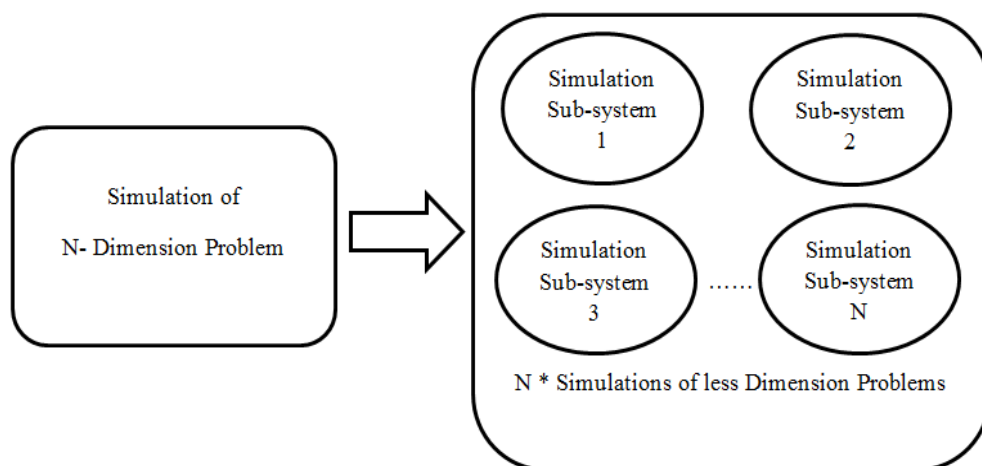 Simulation of
N- Dimension Problem
Simulation
Sub-system
1
Simulation
Sub-system
2
Simulation
Sub-system
3
......
Simulation
Sub-system
N
N * Simulations of less Dimension Problems